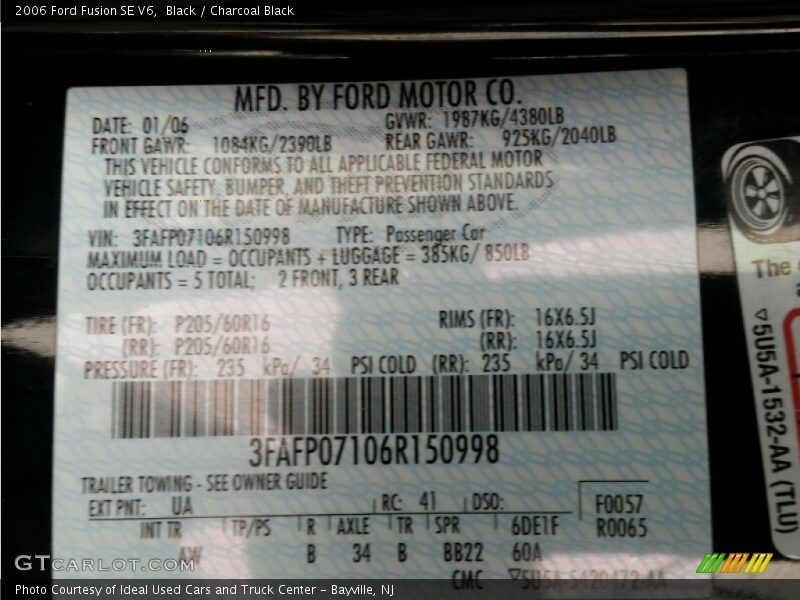 2006 Ford Fusion SE V6, Black / Charcoal Black
MFD. BY FORD MOTOR CO.
DATE: 01/06 GVWR: 1987KG/4380LB
FRONT GAWR: 1084KG/2390LB REAR GAWR: 925KG/2040LB
THIS VEHICLE CONFORMS TO ALL APPLICABLE FEDERAL MOTOR
VEHICLE SAFETY, BUMPER, AND THEFT PREVENTION STANDARDS
IN EFFECT ON THE DATE OF MANUFACTURE SHOWN ABOVE.
VIN: 3FAFP07106R150998 TYPE: Passenger Car
MAXIMUM LOAD = OCCUPANTS + LUGGAGE = 385KG/ 850LB
OCCUPANTS = 5 TOTAL; 2 FRONT, 3 REAR
TIRE (FR): P205/60R16 RIMS (FR): 16X6.5J
(RR): P205/60R16 (RR): 16X6.5J
PRESSURE (FR): 235 kPa/ 34 PSI COLD (RR): 235 kPa/ 34 PSI COLD
3FAFP07106R150998
TRAILER TOWING - SEE OWNER GUIDE
EXT PNT: UA RC: 41 DSO: F0057
INT TR TP/PS R AXLE TR SPR 6DE1F R0065
AW B 34 B BB22 60A
CMC ▽5U5A-5420472-AA
The
▽5U5A-1532-AA (TLU)
GTCARLOT.COM
Photo Courtesy of Ideal Used Cars and Truck Center – Bayville, NJ